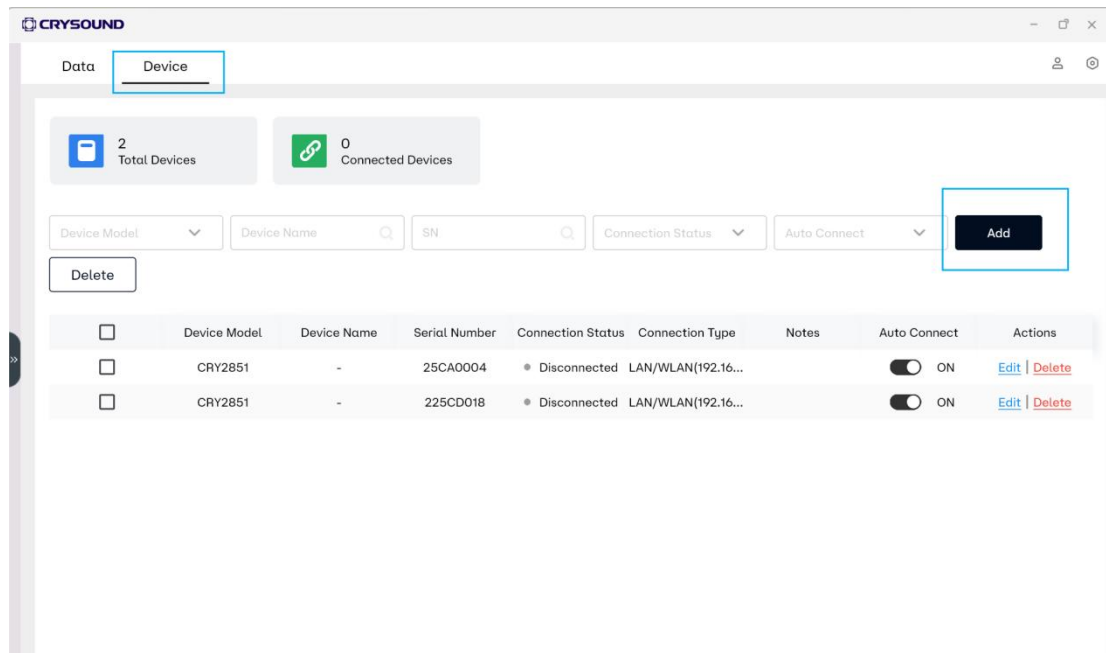 CRYSOUND
Data Device
2
Total Devices
0
Connected Devices
Device Model Device Name SN Connection Status Auto Connect Add
Delete
Device Model Device Name Serial Number Connection Status Connection Type Notes Auto Connect Actions
CRY2851 - 25CA0004 Disconnected LAN/WLAN(192.16... ON Edit | Delete
CRY2851 - 225CD018 Disconnected LAN/WLAN(192.16... ON Edit | Delete